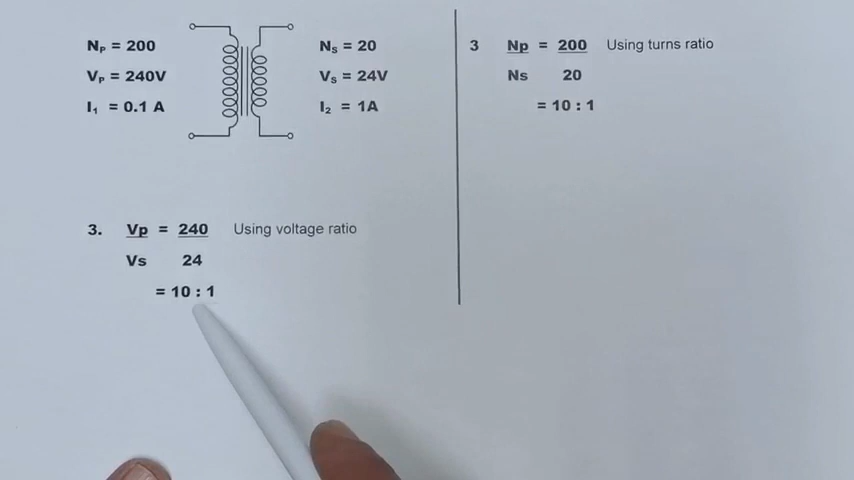 Nₚ = 200
Vₚ = 240V
I₁ = 0.1 A
Nₛ = 20
Vₛ = 24V
I₂ = 1A
3. Vp = 240 Using voltage ratio
Vs 24
= 10 : 1
3 Np = 200 Using turns ratio
Ns 20
= 10 : 1